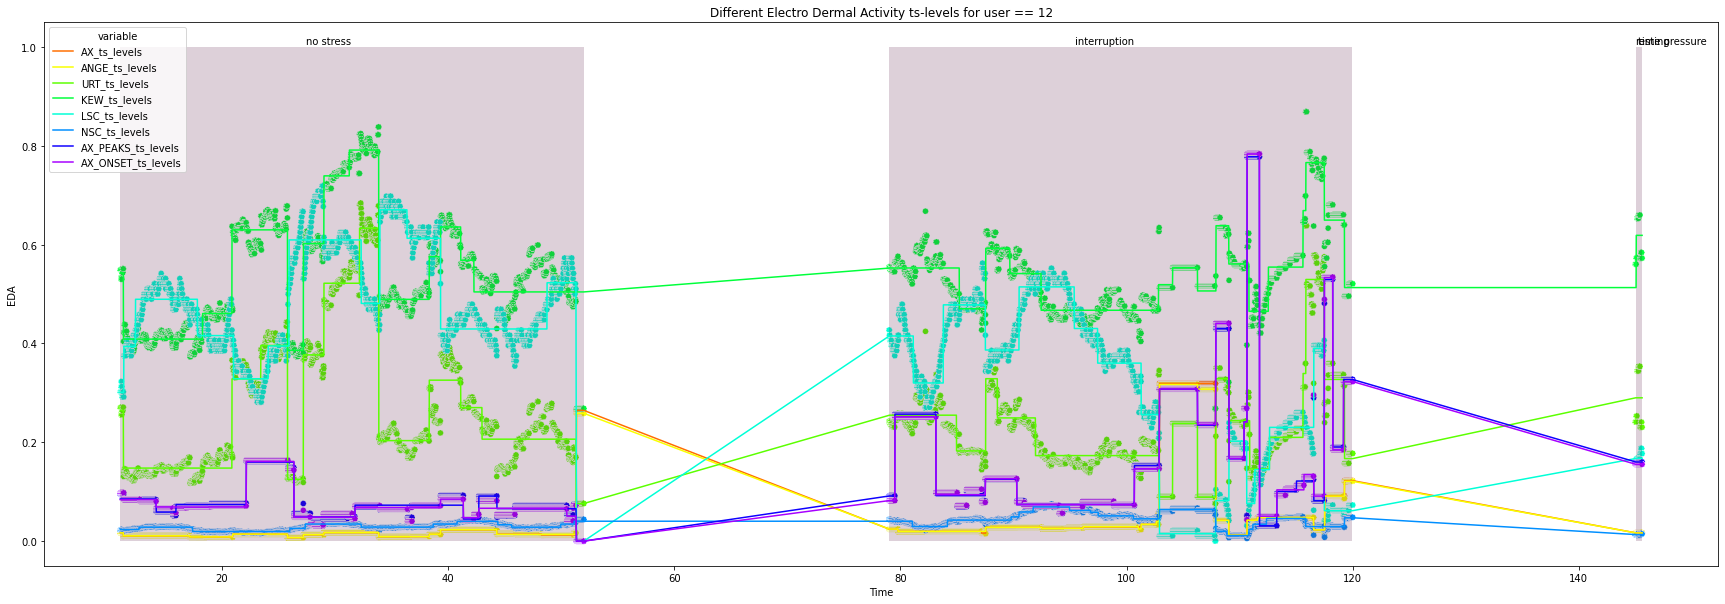 Different Electro Dermal Activity ts-levels for user == 12
no stress
interruption
time pressure
variable
AX_ts_levels
ANGE_ts_levels
URT_ts_levels
KEW_ts_levels
LSC_ts_levels
NSC_ts_levels
AX_PEAKS_ts_levels
AX_ONSET_ts_levels
1.0
0.8
0.6
0.4
0.2
0.0
EDA
20
40
60
80
100
120
140
Time